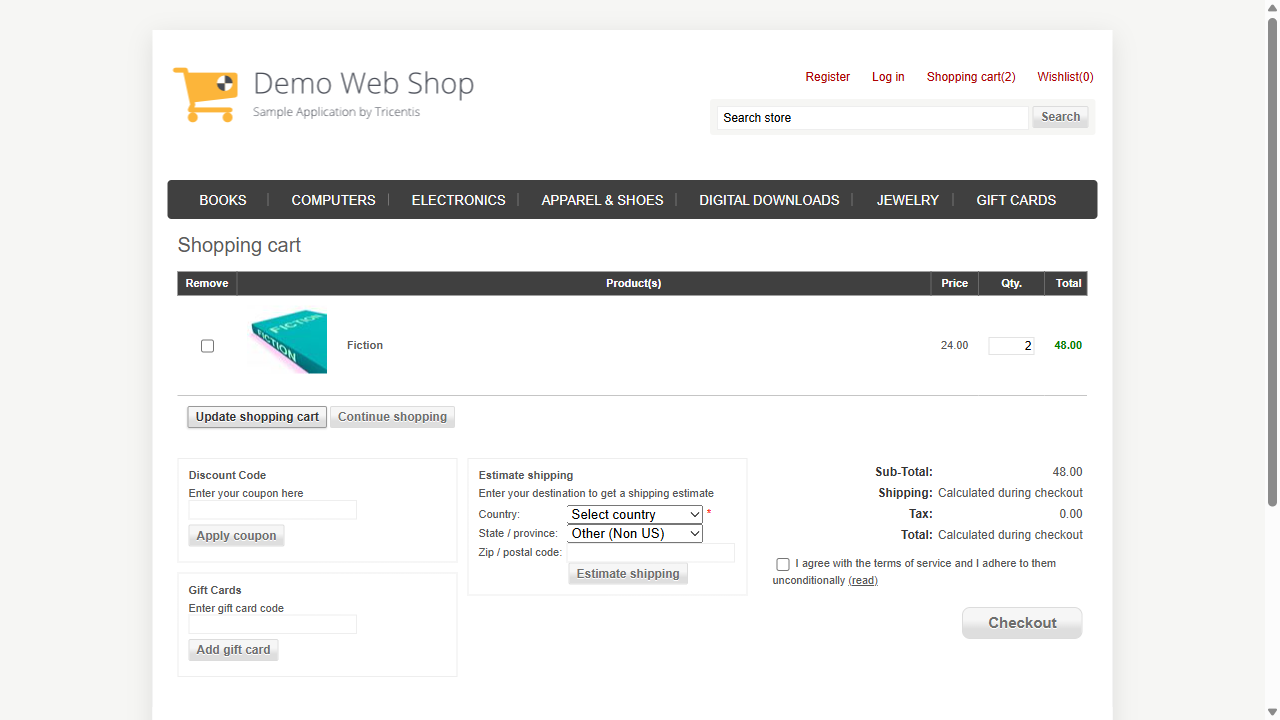 Demo Web Shop
Sample Application by Tricentis
Register Log in Shopping cart(2) Wishlist(0)
Search store Search
BOOKS COMPUTERS ELECTRONICS APPAREL & SHOES DIGITAL DOWNLOADS JEWELRY GIFT CARDS
Shopping cart
Remove Product(s) Price Qty. Total
FICTION
FICTION
Fiction 24.00 2 48.00
Update shopping cart Continue shopping
Discount Code
Enter your coupon here
Apply coupon
Gift Cards
Enter gift card code
Add gift card
Estimate shipping
Enter your destination to get a shipping estimate
Country: Select country *
State / province: Other (Non US)
Zip / postal code:
Estimate shipping
Sub-Total: 48.00
Shipping: Calculated during checkout
Tax: 0.00
Total: Calculated during checkout
I agree with the terms of service and I adhere to them
unconditionally (read)
Checkout